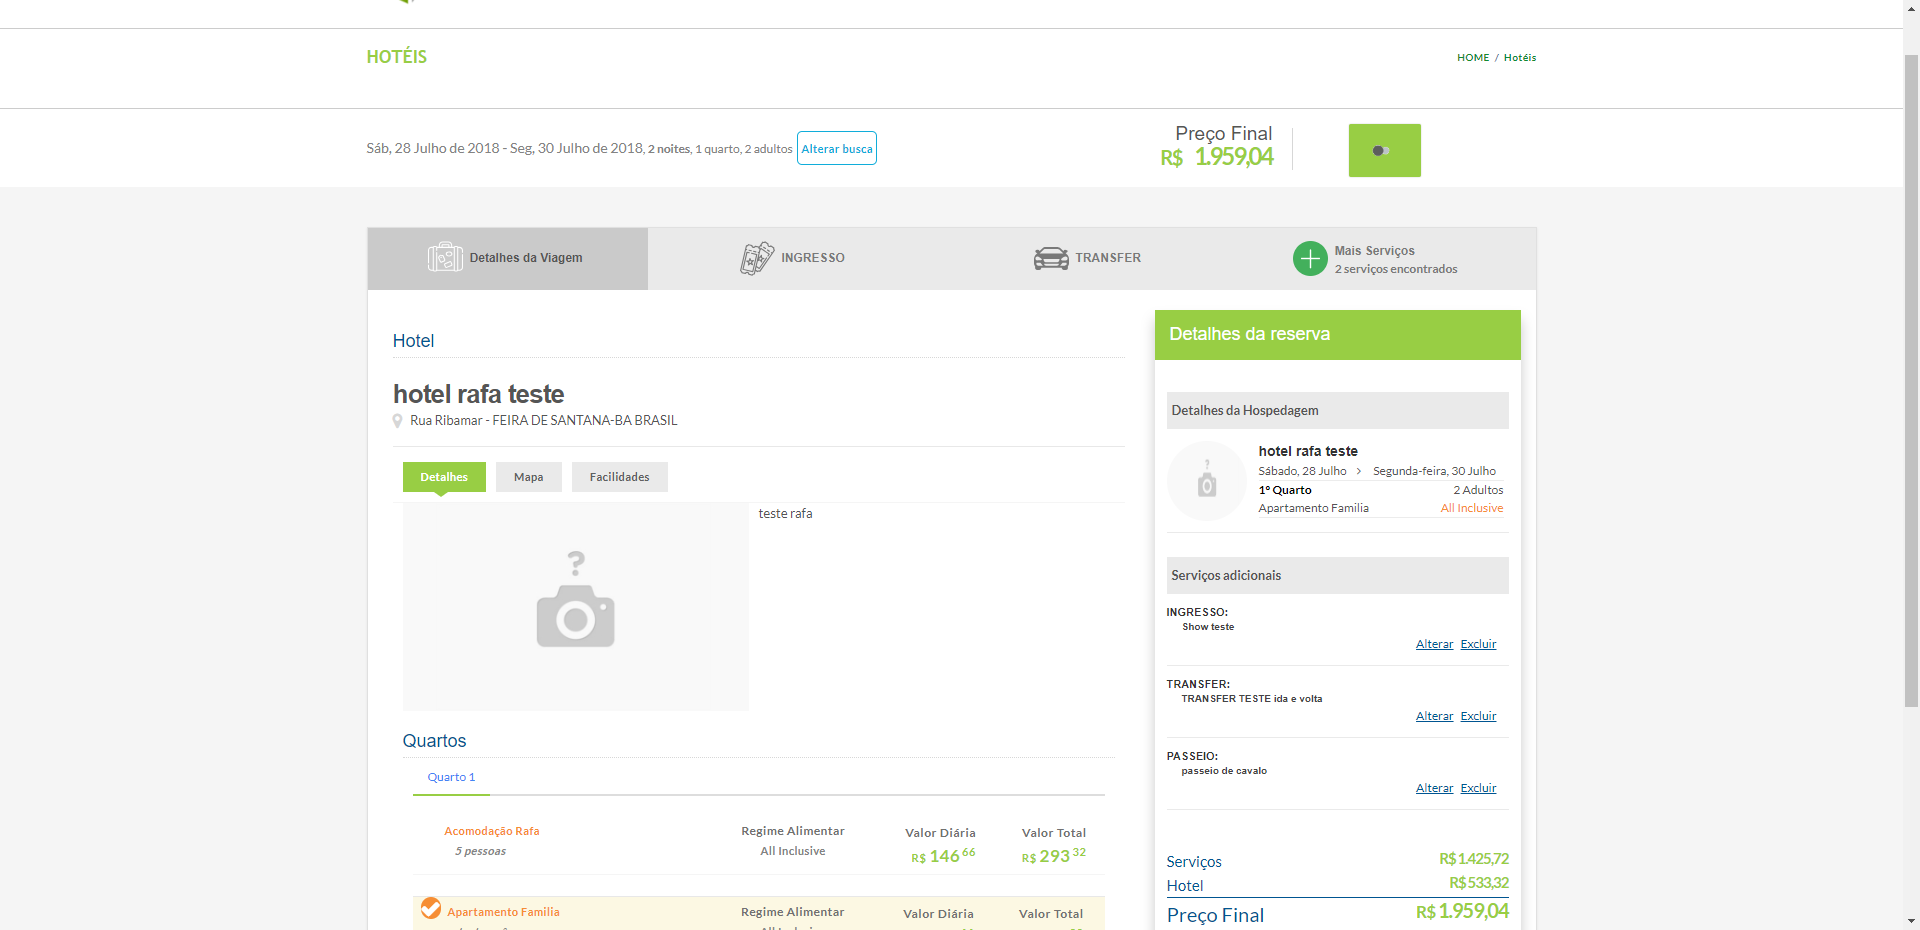 HOTÉIS
HOME / Hotéis
Sáb, 28 Julho de 2018 - Seg, 30 Julho de 2018, 2 noites, 1 quarto, 2 adultos
Alterar busca
Preço Final
R$ 1.959,04
Detalhes da Viagem
INGRESSO
TRANSFER
Mais Serviços
2 serviços encontrados
Hotel
hotel rafa teste
Rua Ribamar - FEIRA DE SANTANA-BA BRASIL
Detalhes
Mapa
Facilidades
?
teste rafa
Quartos
Quarto 1
Acomodação Rafa
5 pessoas
Regime Alimentar
All Inclusive
Valor Diária
R$ 146 66
Valor Total
R$ 293 32
Apartamento Familia
Regime Alimentar
Valor Diária
Valor Total
Detalhes da reserva
Detalhes da Hospedagem
?
hotel rafa teste
Sábado, 28 Julho > Segunda-feira, 30 Julho
1º Quarto 2 Adultos
Apartamento Familia All Inclusive
Serviços adicionais
INGRESSO:
Show teste
Alterar Excluir
TRANSFER:
TRANSFER TESTE ida e volta
Alterar Excluir
PASSEIO:
passeio de cavalo
Alterar Excluir
Serviços R$ 1.425,72
Hotel R$ 533,32
Preço Final R$ 1.959,04